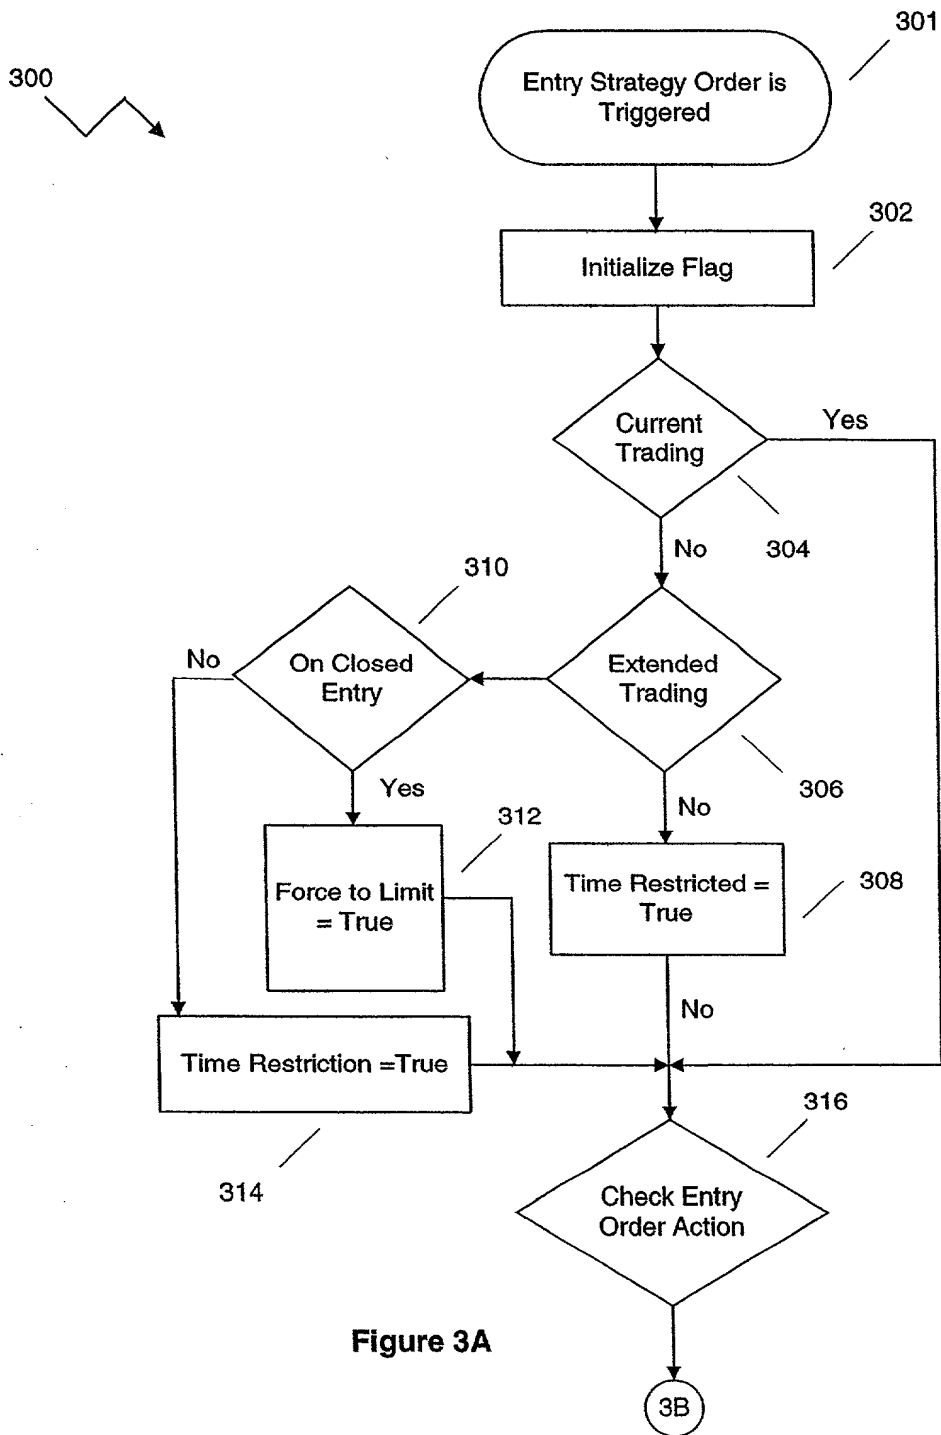 301
300
Entry Strategy Order is
Triggered
302
Initialize Flag
Current
Trading
Yes
304
No
310
On Closed
Entry
No
Extended
Trading
306
Yes
No
312
Force to Limit
= True
Time Restricted =
True
308
No
Time Restriction =True
314
316
Check Entry
Order Action
Figure 3A
3B